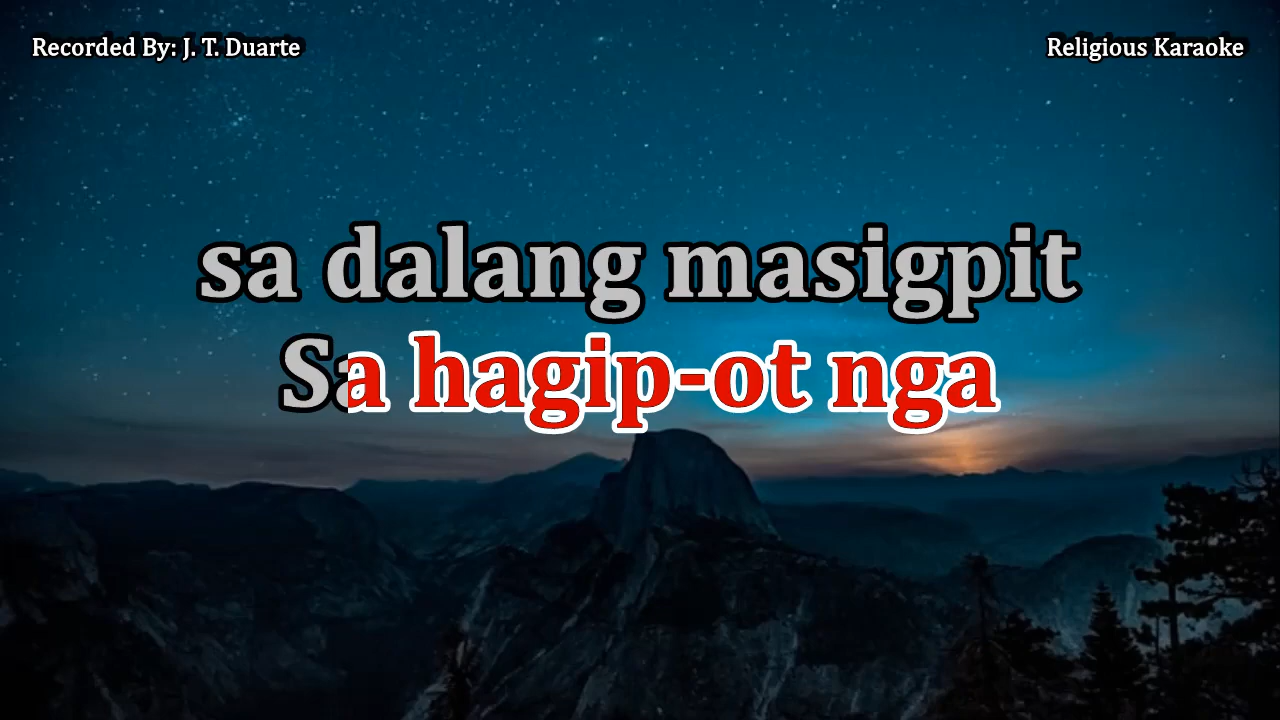 Recorded By: J. T. Duarte
Religious Karaoke
sa dalang masigpit
Sa hagip-ot nga